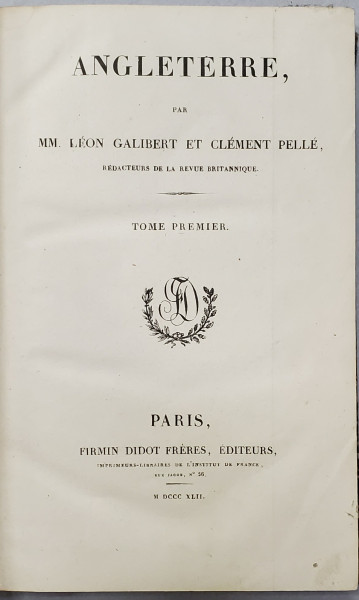 ANGLETERRE,
PAR
MM. LÉON GALIBERT ET CLÉMENT PELLÉ,
RÉDACTEURS DE LA REVUE BRITANNIQUE.
TOME PREMIER.
PARIS,
FIRMIN DIDOT FRÈRES, ÉDITEURS,
IMPRIMEURS-LIBRAIRES DE L'INSTITUT DE FRANCE,
RUE JACOB, N° 56.
M DCCC XLII.